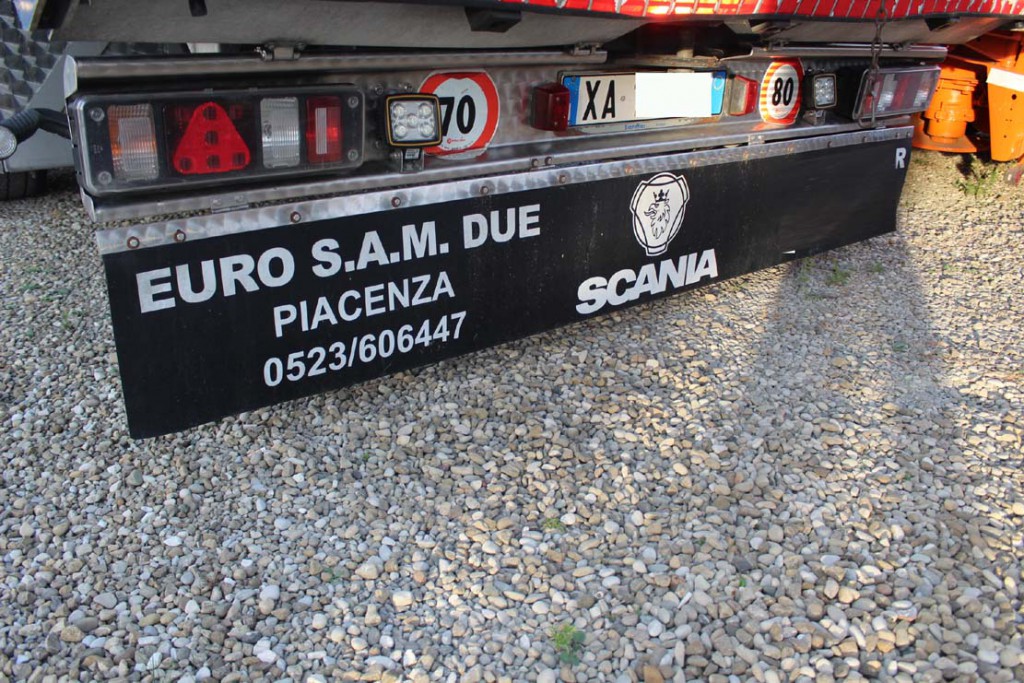 70
XA
80
R
EURO S.A.M. DUE
PIACENZA
0523/606447
SCANIA